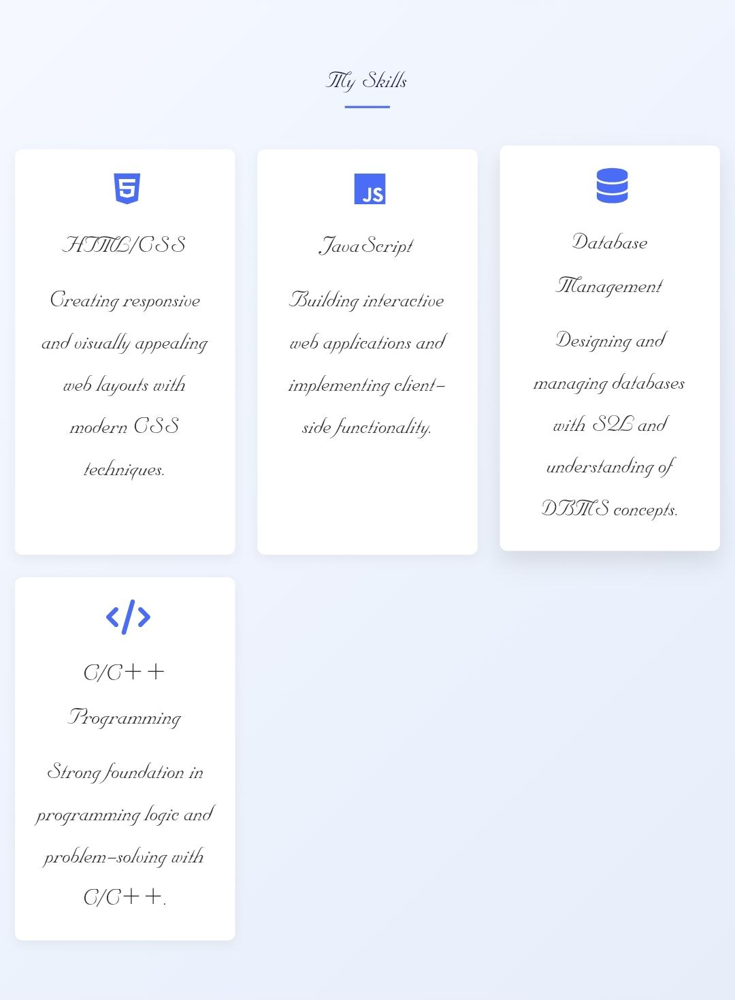 My Skills
HTML/CSS
Creating responsive
and visually appealing
web layouts with
modern CSS
techniques.
JS
JavaScript
Building interactive
web applications and
implementing client-
side functionality.
Database
Management
Designing and
managing databases
with SQL and
understanding of
DBMS concepts.
C/C++
Programming
Strong foundation in
programming logic and
problem-solving with
C/C++.